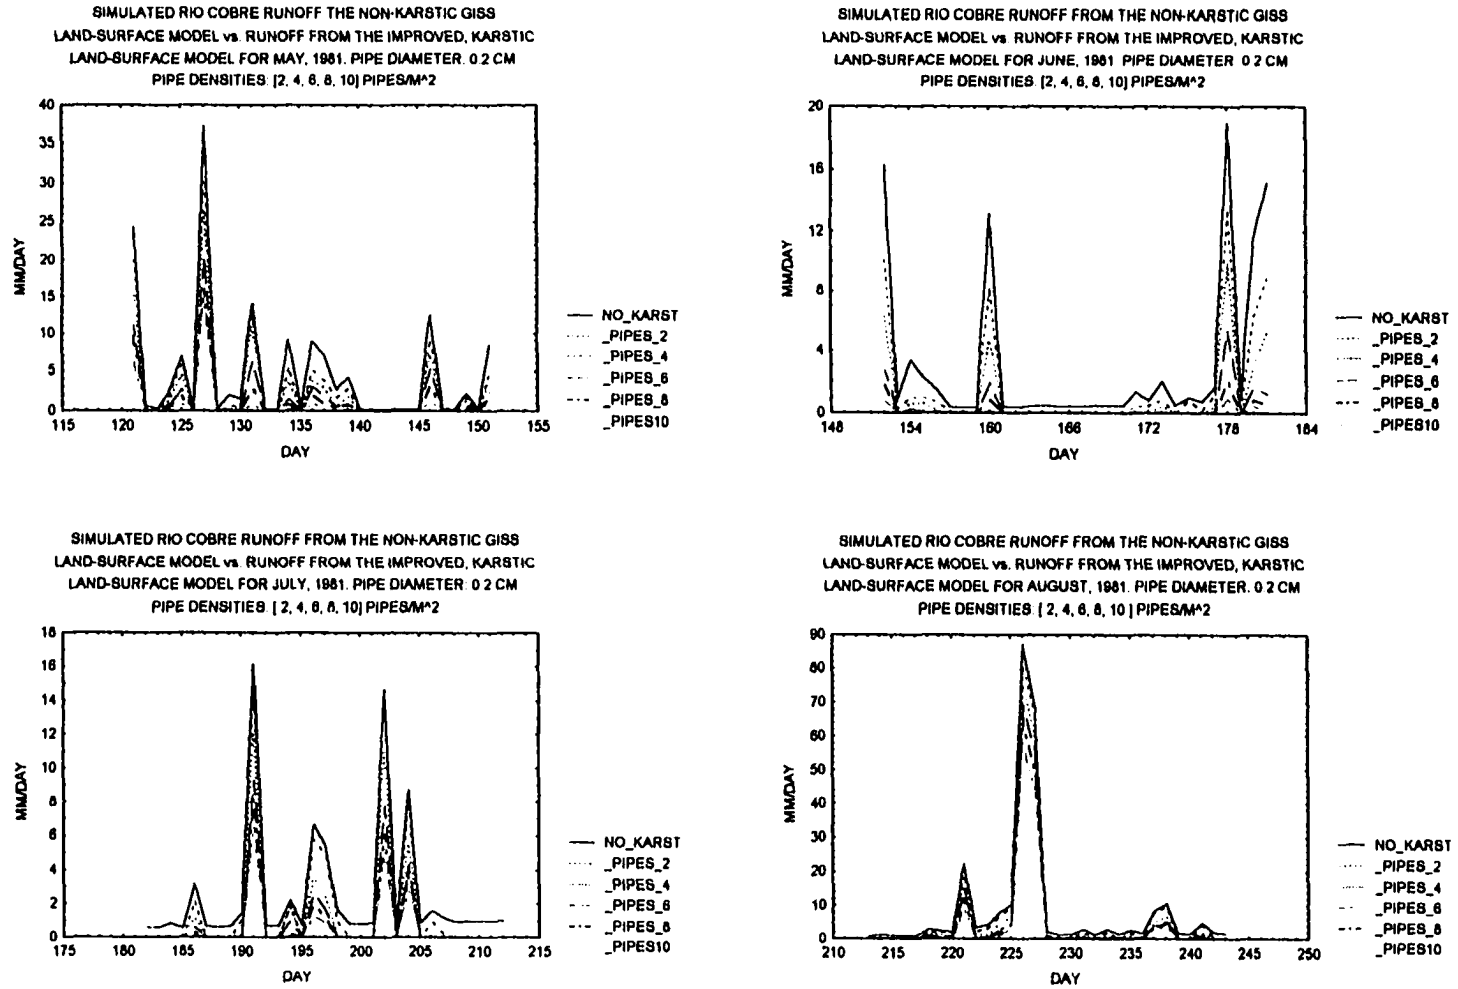 SIMULATED RIO COBRE RUNOFF FROM THE NON-KARSTIC GISS
LAND-SURFACE MODEL vs. RUNOFF FROM THE IMPROVED, KARSTIC
LAND-SURFACE MODEL FOR MAY, 1981. PIPE DIAMETER. 0.2 CM
PIPE DENSITIES. [2, 4, 6, 8, 10] PIPES/M^2
40
35
30
25
20
15
10
5
0
MM/DAY
115 120 125 130 135 140 145 150 155
DAY
NO_KARST
_PIPES_2
_PIPES_4
_PIPES_6
_PIPES_8
_PIPES10
SIMULATED RIO COBRE RUNOFF FROM THE NON-KARSTIC GISS
LAND-SURFACE MODEL vs. RUNOFF FROM THE IMPROVED, KARSTIC
LAND-SURFACE MODEL FOR JUNE, 1981 PIPE DIAMETER 0 2 CM
PIPE DENSITIES. [2, 4, 6, 8, 10] PIPES/M^2
20
16
12
8
4
0
MM/DAY
148 154 160 166 172 178 184
DAY
NO_KARST
_PIPES_2
_PIPES_4
_PIPES_6
_PIPES_8
_PIPES10
SIMULATED RIO COBRE RUNOFF FROM THE NON-KARSTIC GISS
LAND-SURFACE MODEL vs. RUNOFF FROM THE IMPROVED, KARSTIC
LAND-SURFACE MODEL FOR JULY, 1981. PIPE DIAMETER 0 2 CM
PIPE DENSITIES. [ 2, 4, 6, 8, 10] PIPES/M^2
18
16
14
12
10
8
6
4
2
0
MM/DAY
175 180 185 190 195 200 205 210 215
DAY
NO_KARST
_PIPES_2
_PIPES_4
_PIPES_6
_PIPES_8
_PIPES10
SIMULATED RIO COBRE RUNOFF FROM THE NON-KARSTIC GISS
LAND-SURFACE MODEL vs. RUNOFF FROM THE IMPROVED, KARSTIC
LAND-SURFACE MODEL FOR AUGUST, 1981. PIPE DIAMETER. 0 2 CM
PIPE DENSITIES [ 2, 4, 6, 8, 10 ] PIPES/M^2
90
80
70
60
50
40
30
20
10
0
MM/DAY
210 215 220 225 230 235 240 245 250
DAY
NO_KARST
_PIPES_2
_PIPES_4
_PIPES_6
_PIPES_8
_PIPES10